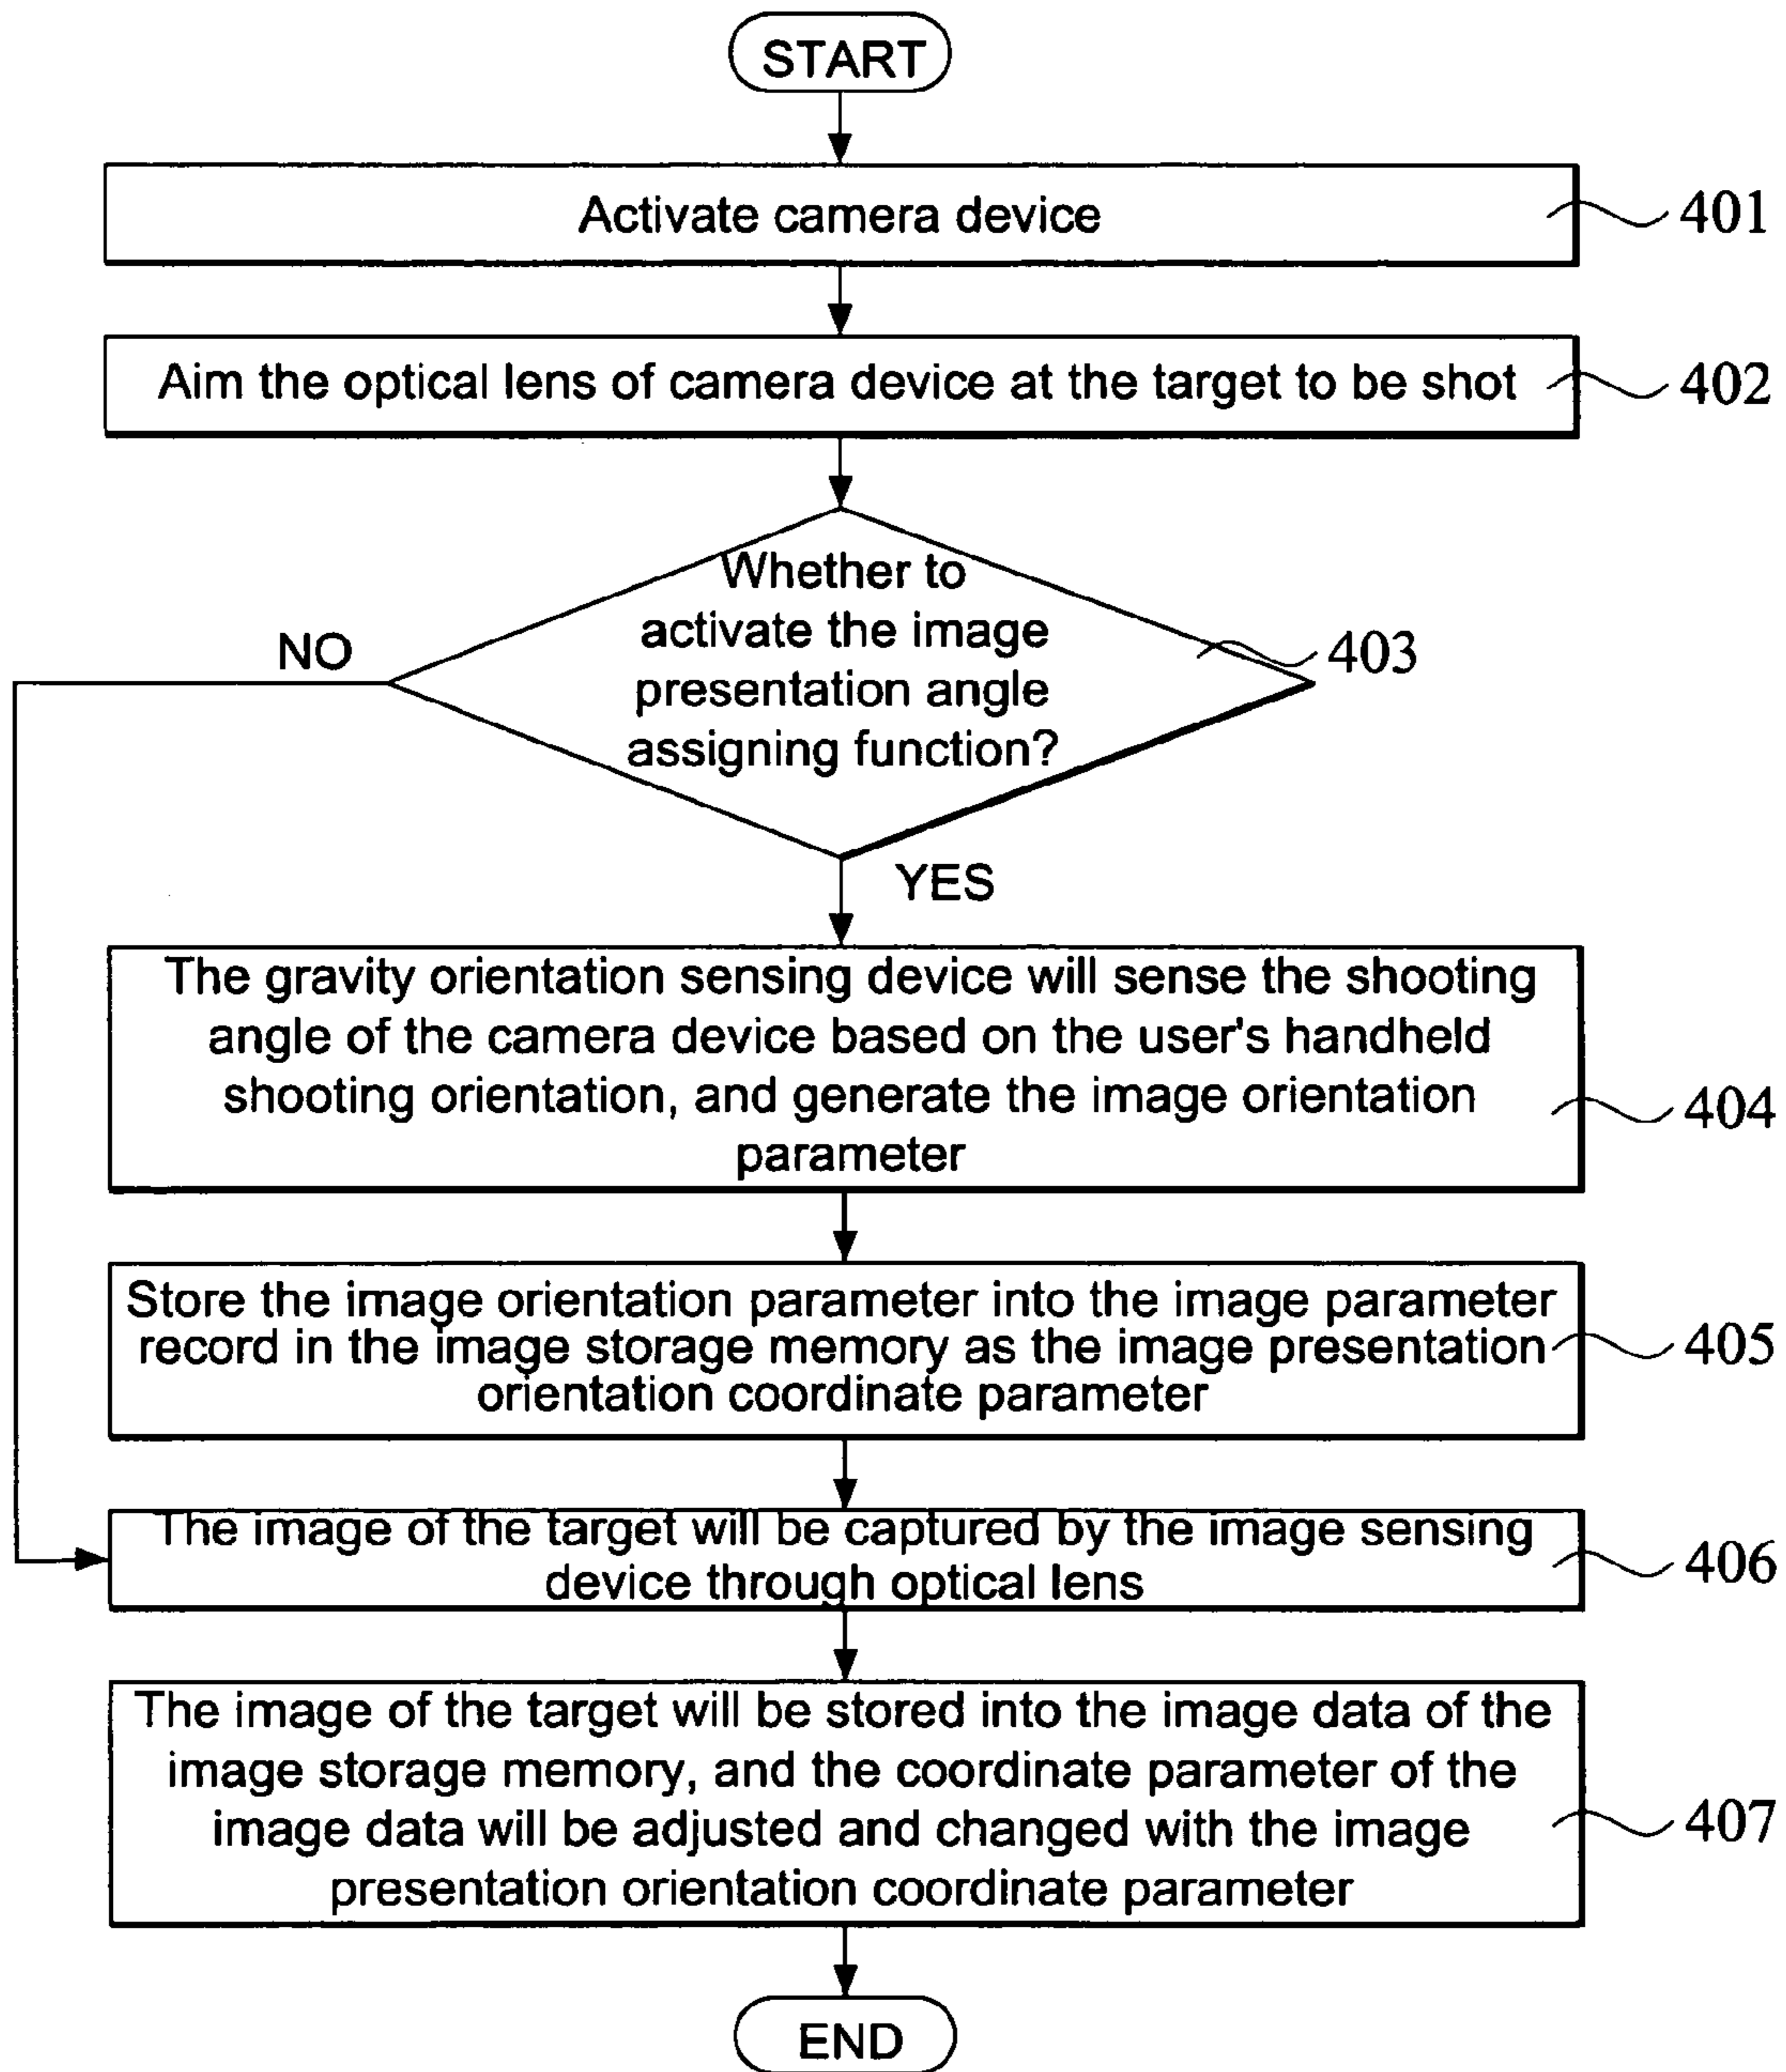 START
Activate camera device
401
Aim the optical lens of camera device at the target to be shot
402
Whether to
activate the image
presentation angle
assigning function?
403
NO
YES
The gravity orientation sensing device will sense the shooting
angle of the camera device based on the user's handheld
shooting orientation, and generate the image orientation
parameter
404
Store the image orientation parameter into the image parameter
record in the image storage memory as the image presentation
orientation coordinate parameter
405
The image of the target will be captured by the image sensing
device through optical lens
406
The image of the target will be stored into the image data of the
image storage memory, and the coordinate parameter of the
image data will be adjusted and changed with the image
presentation orientation coordinate parameter
407
END